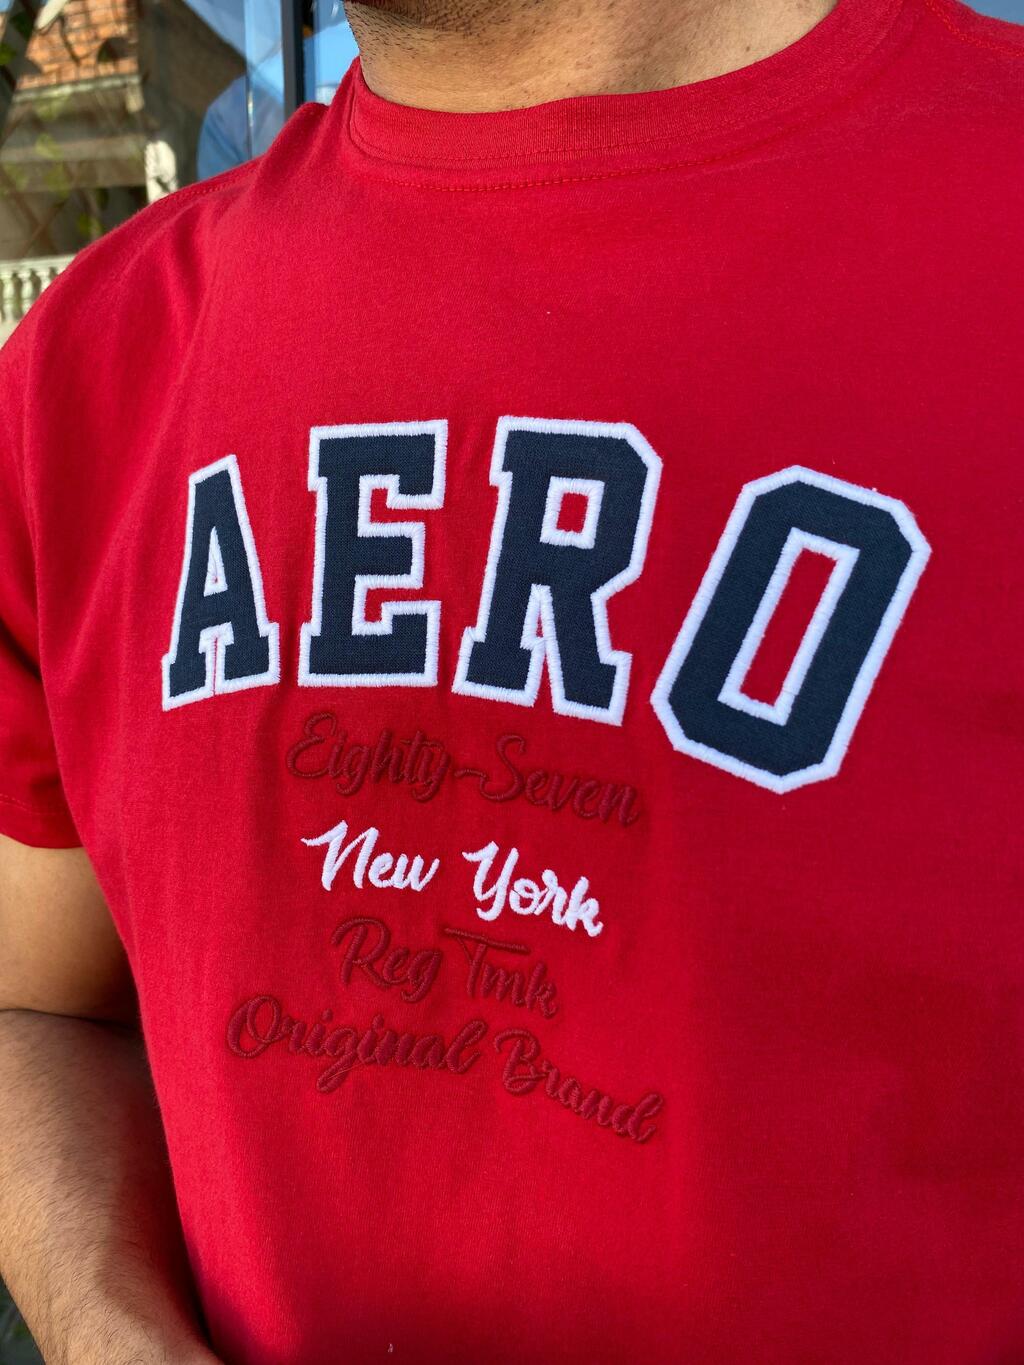 AERO
Eighty-Seven
New York
Reg Tmk
Original Brand